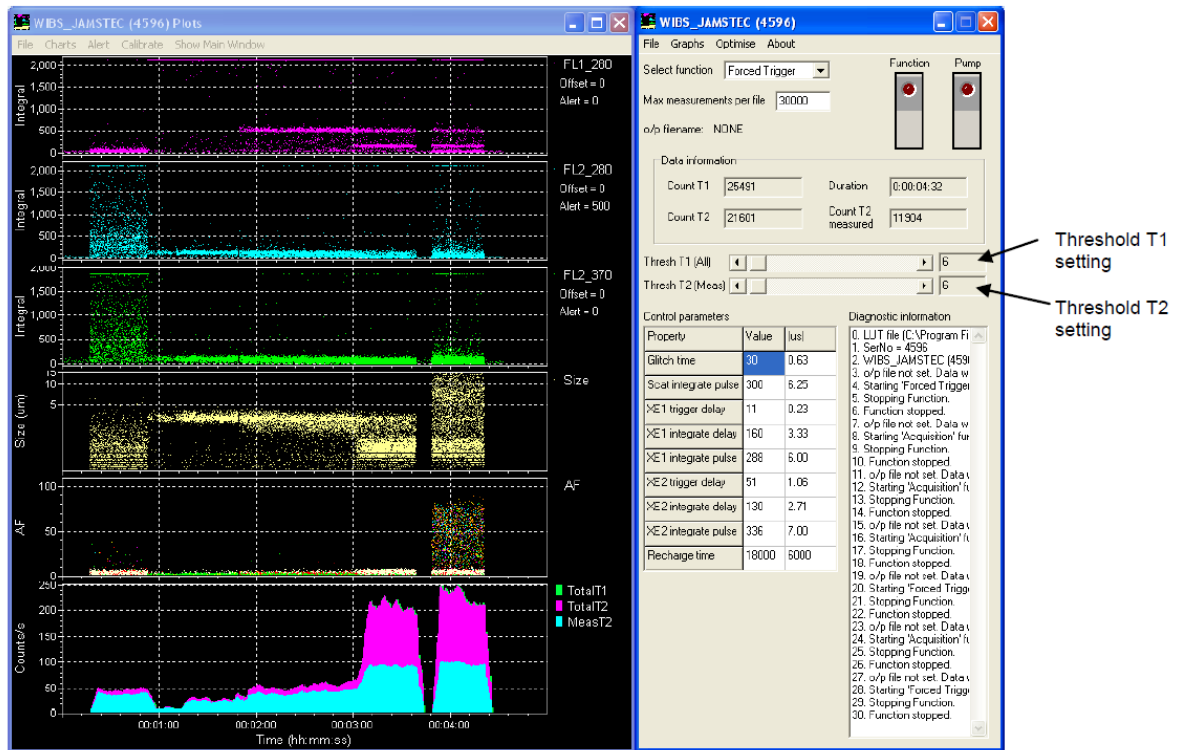 WIBS_JAMSTEC (4596) Plots
File Charts Alert Calibrate Show Main Window
2,000
1,500
1,000
500
0
Integral
FL1_280
Offset = 0
Alert = 0
2,000
1,500
1,000
500
0
Integral
FL2_280
Offset = 0
Alert = 500
2,000
1,500
1,000
500
0
Integral
FL2_370
Offset = 0
Alert = 0
15
10
5
Size (um)
Size
100
50
0
AF
AF
250
200
150
100
50
0
Counts/s
TotalT1
TotalT2
MeasT2
00:01:00 00:02:00 00:03:00 00:04:00
Time (hh:mm:ss)
WIBS_JAMSTEC (4596)
File Graphs Optimise About
Select function Forced Trigger
Function Pump
Max measurements per file 30000
o/p filename: NONE
Data information
Count T1 25491 Duration 0:00:04:32
Count T2 21601 Count T2 measured 11904
Thresh T1 (All) 6
Thresh T2 (Meas) 6
Threshold T1 setting
Threshold T2 setting
Control parameters
Property Value |us|
Glitch time 30 0.63
Scat integrate pulse 300 6.25
XE1 trigger delay 11 0.23
XE1 integrate delay 160 3.33
XE1 integrate pulse 288 6.00
XE2 trigger delay 51 1.06
XE2 integrate delay 130 2.71
XE2 integrate pulse 336 7.00
Recharge time 18000 6000
Diagnostic information
0. LUT file (C:\Program Fi
1. SerNo = 4596
2. WIBS_JAMSTEC (459
3. o/p file not set. Data w
4. Starting 'Forced Trigger
5. Stopping Function.
6. Function stopped.
7. o/p file not set. Data w
8. Starting 'Acquisition' fur
9. Stopping Function.
10. Function stopped.
11. o/p file not set. Data
12. Starting 'Acquisition' fu
13. Stopping Function.
14. Function stopped.
15. o/p file not set. Data
16. Starting 'Acquisition' fu
17. Stopping Function.
18. Function stopped.
19. o/p file not set. Data
20. Starting 'Forced Trigg
21. Stopping Function.
22. Function stopped.
23. o/p file not set. Data
24. Starting 'Acquisition' fu
25. Stopping Function.
26. Function stopped.
27. o/p file not set. Data
28. Starting 'Forced Trigg
29. Stopping Function.
30. Function stopped.